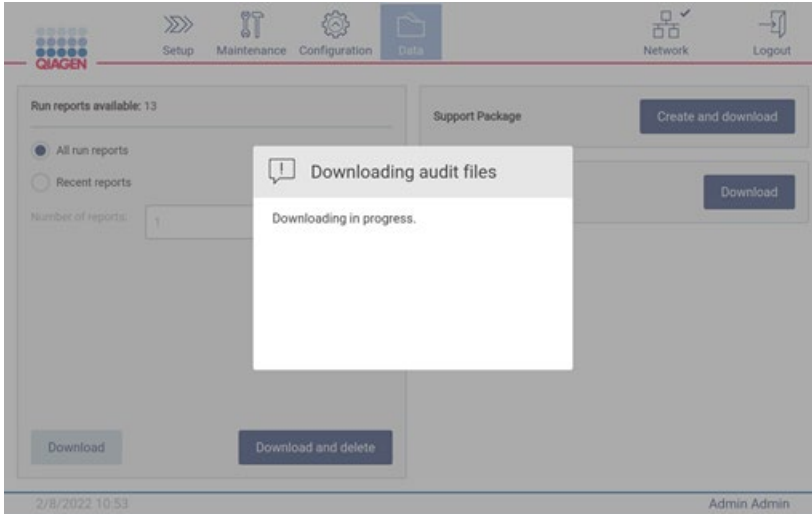 QIAGEN
Setup
Maintenance
Configuration
Data
Network
Logout
Run reports available: 13
All run reports
Recent reports
Number of reports:
1
Download
Download and delete
Support Package
Create and download
Download
Downloading audit files
Downloading in progress.
2/8/2022 10:53
Admin Admin